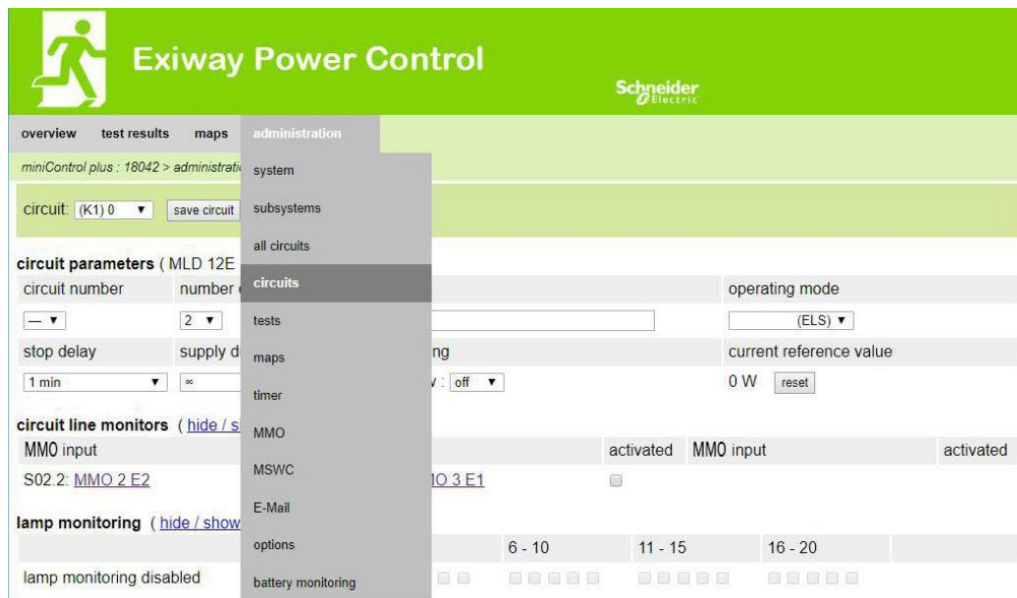 Exiway Power Control
Schneider
Electric
overview test results maps administration
miniControl plus : 18042 > administrati
system
circuit: (K1) 0 save circuit
subsystems
all circuits
circuit parameters ( MLD 12E
circuits
circuit number number operating mode
— 2 (ELS)
tests
stop delay supply d ng current reference value
maps
1 min ∞ : off 0 W reset
timer
circuit line monitors ( hide / s
MMO
MMO input activated MMO input activated
MSWC
S02.2: MMO 2 E2 MO 3 E1
E-Mail
lamp monitoring ( hide / show
options 6 - 10 11 - 15 16 - 20
lamp monitoring disabled
battery monitoring